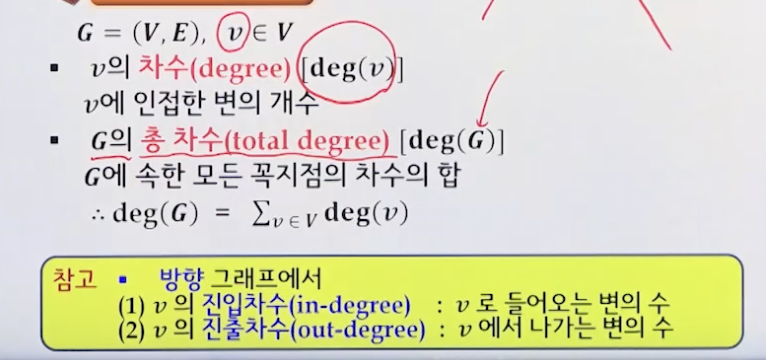 G = (V, E), v ∈ V
▪ v의 차수(degree) [deg(v)]
v에 인접한 변의 개수
▪ G의 총 차수(total degree) [deg(G)]
G에 속한 모든 꼭지점의 차수의 합
∴ deg(G) = ∑v∈V deg(v)
참고 ▪ 방향 그래프에서
(1) v 의 진입차수(in-degree) : v 로 들어오는 변의 수
(2) v 의 진출차수(out-degree) : v 에서 나가는 변의 수